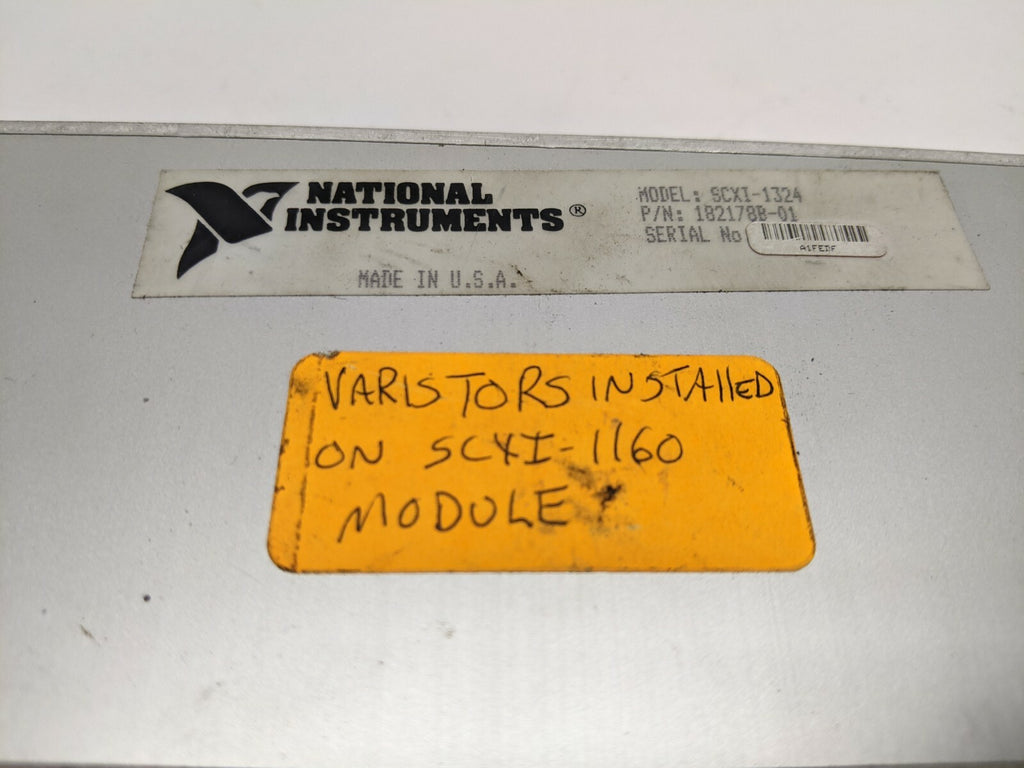 NATIONAL
INSTRUMENTS®
MADE IN U.S.A.
MODEL: SCXI-1324
P/N: 182178B-01
SERIAL No
A1FEDF
VARISTORS INSTAllED
ON SCXI-1160
MODULE